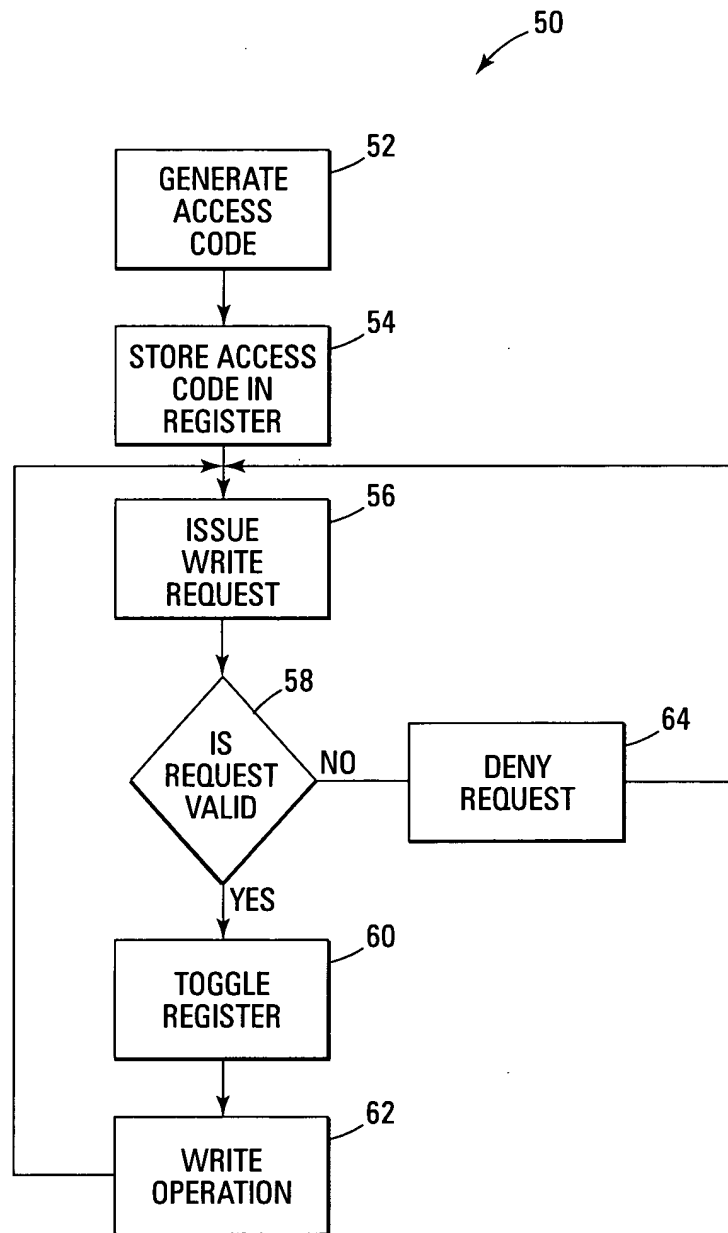 50
52
GENERATE
ACCESS
CODE
54
STORE ACCESS
CODE IN
REGISTER
56
ISSUE
WRITE
REQUEST
58
IS
REQUEST
VALID
NO
64
DENY
REQUEST
YES
60
TOGGLE
REGISTER
62
WRITE
OPERATION